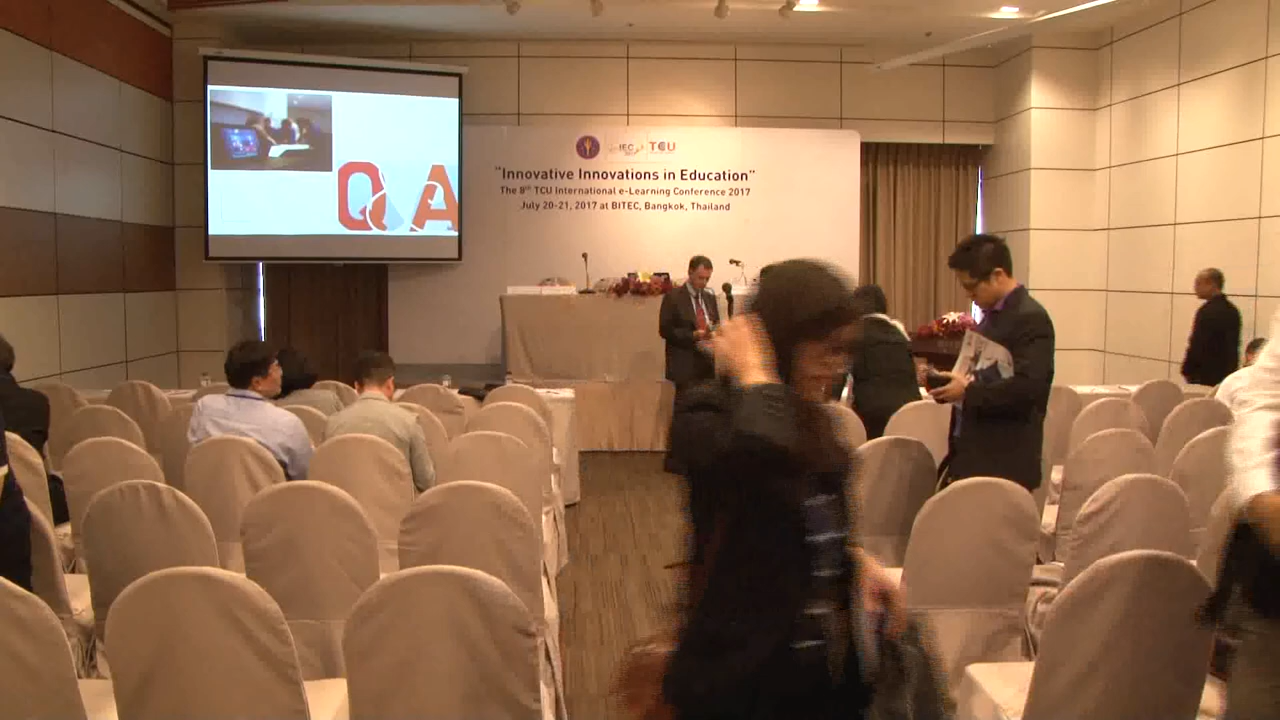 IEC TCU
"Innovative Innovations in Education"
The 8th TCU International e-Learning Conference 2017
July 20-21, 2017 at BITEC, Bangkok, Thailand
Q A